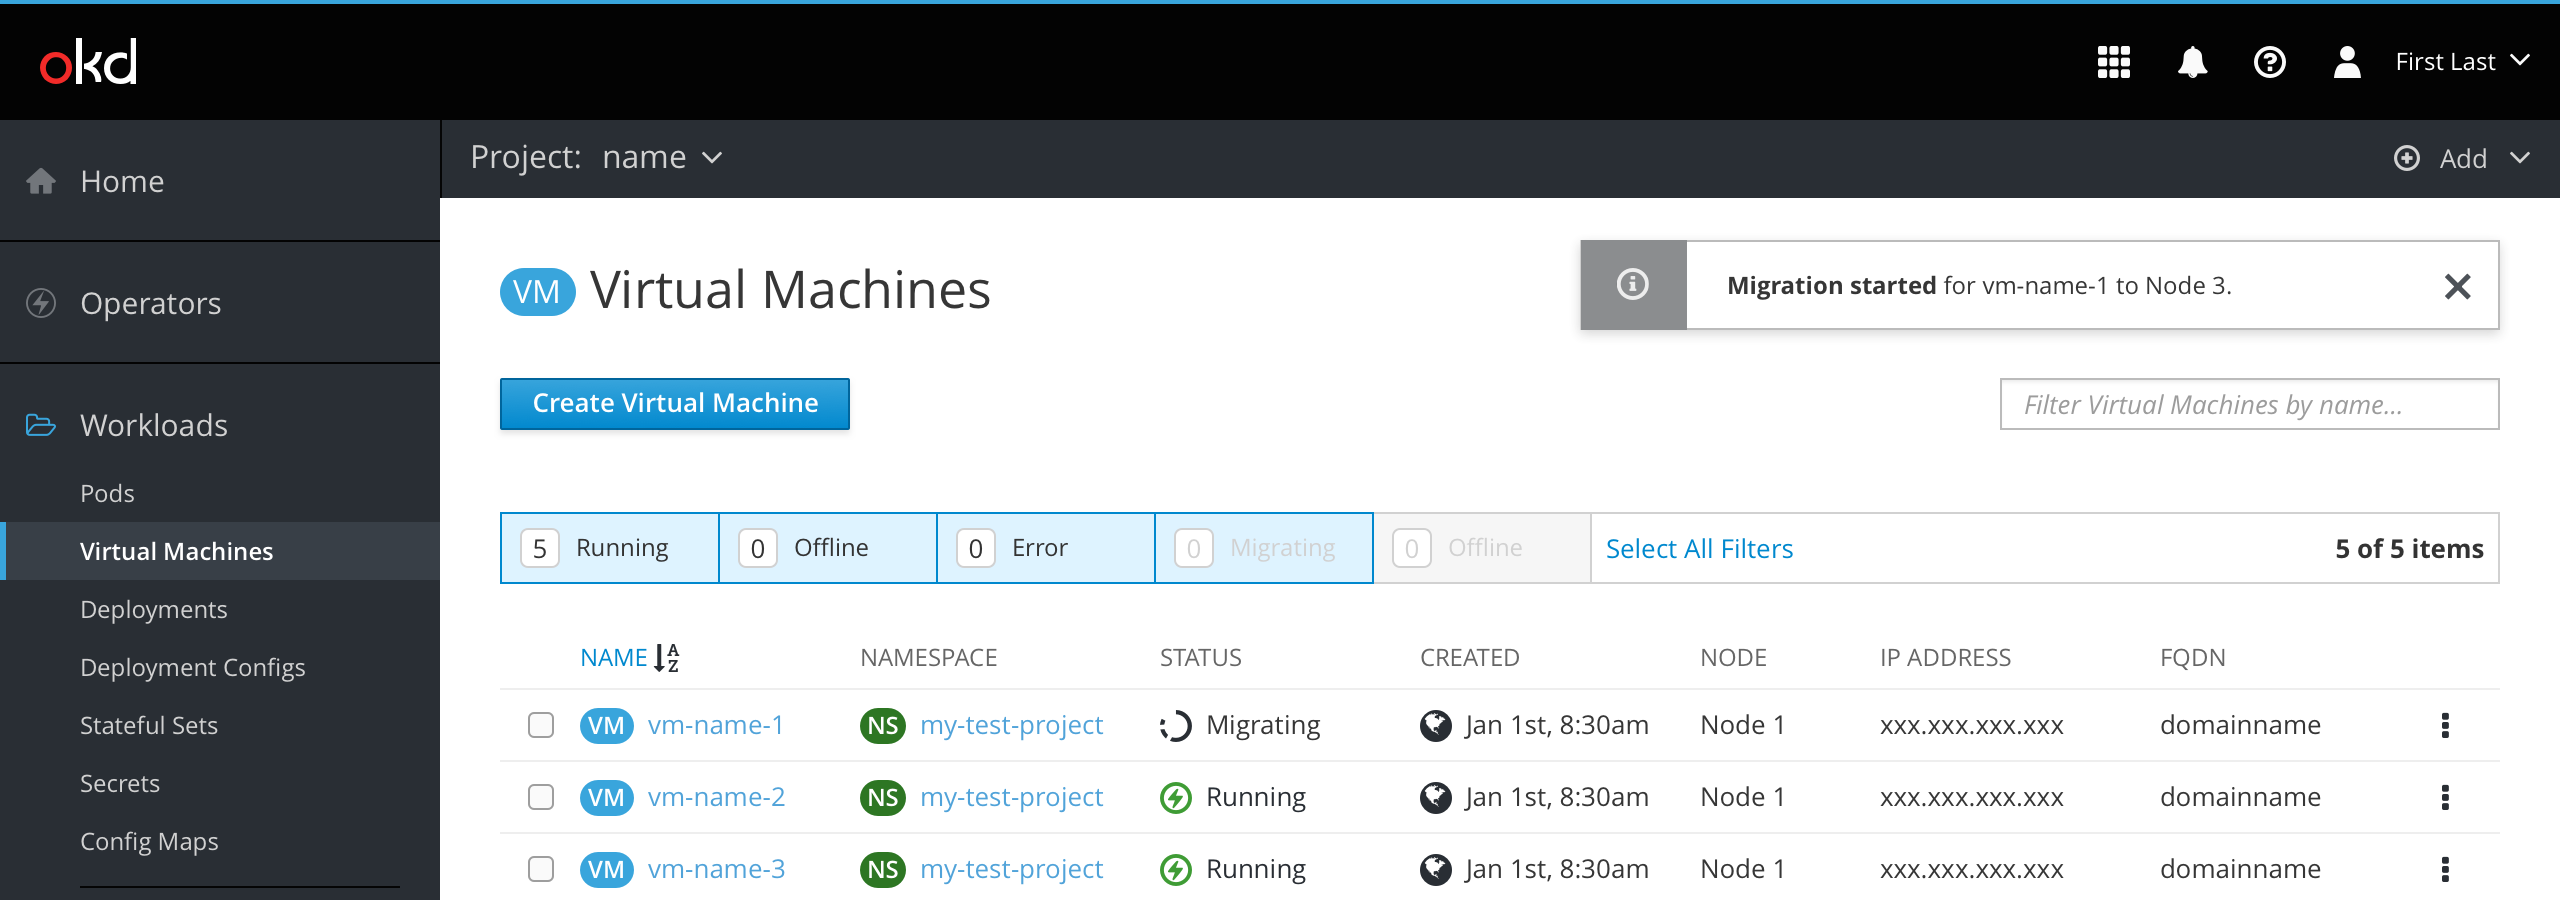 okd
First Last
Project: name
Add
Home
Operators
Workloads
Pods
Virtual Machines
Deployments
Deployment Configs
Stateful Sets
Secrets
Config Maps
VM Virtual Machines
Migration started for vm-name-1 to Node 3.
Create Virtual Machine
Filter Virtual Machines by name...
5 Running 0 Offline 0 Error 0 Migrating 0 Offline Select All Filters 5 of 5 items
NAME AZ NAMESPACE STATUS CREATED NODE IP ADDRESS FQDN
VM vm-name-1 NS my-test-project Migrating Jan 1st, 8:30am Node 1 xxx.xxx.xxx.xxx domainname
VM vm-name-2 NS my-test-project Running Jan 1st, 8:30am Node 1 xxx.xxx.xxx.xxx domainname
VM vm-name-3 NS my-test-project Running Jan 1st, 8:30am Node 1 xxx.xxx.xxx.xxx domainname